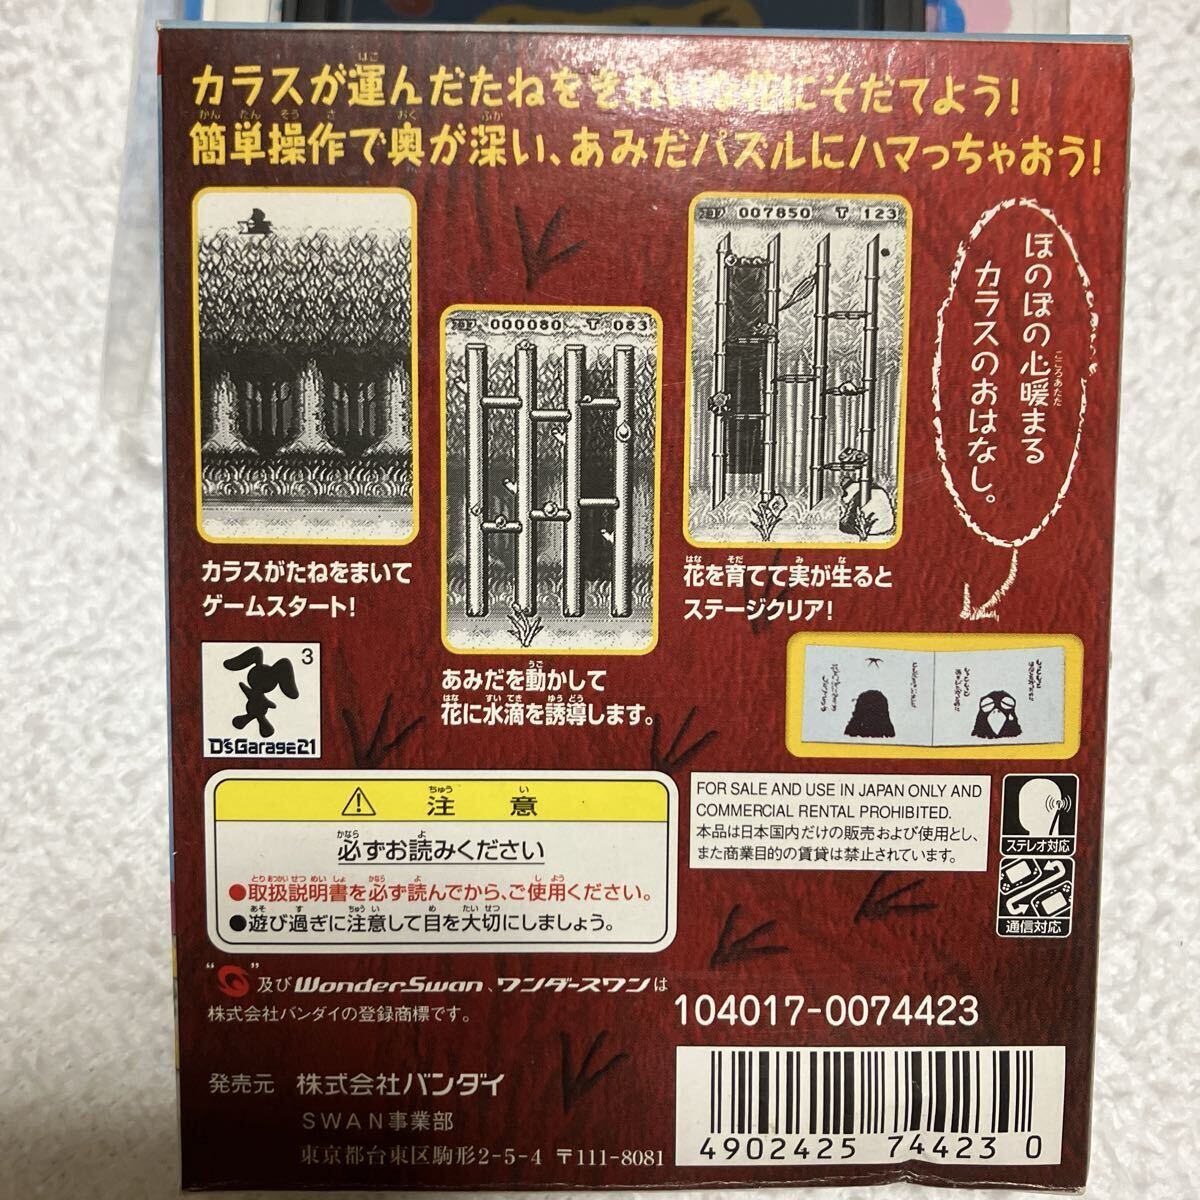 カラスが運んだたねをきれいな花にそだてよう！
簡単操作で奥が深い、あみだパズルにハマっちゃおう！
007850 T 123
000080 T 083
ほのぼの心暖まる
カラスのおはなし。
カラスがたねをまいて
ゲームスタート！
あみだを動かして
花に水滴を誘導します。
花を育てて実が生ると
ステージクリア！
3
D'sGarage21
注意
必ずお読みください
●取扱説明書を必ず読んでから、ご使用ください。
●遊び過ぎに注意して目を大切にしましょう。
FOR SALE AND USE IN JAPAN ONLY AND
COMMERCIAL RENTAL PROHIBITED.
本品は日本国内だけの販売および使用とし、
また商業目的の賃貸は禁止されています。
ステレオ対応
通信対応
“ ”及びWonderSwan、ワンダースワンは
株式会社バンダイの登録商標です。
104017-0074423
発売元 株式会社バンダイ
SWAN事業部
東京都台東区駒形2-5-4 〒111-8081
4902425 744230